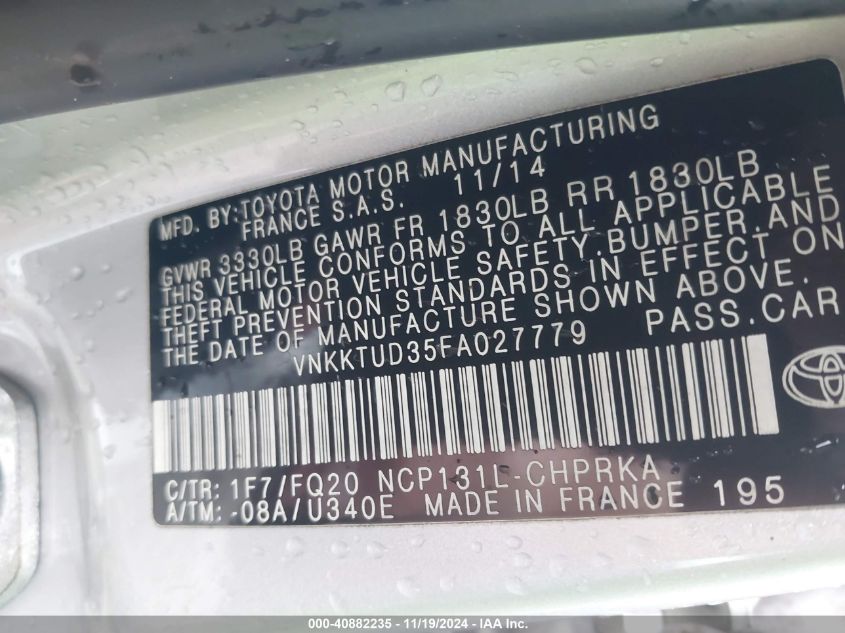 MFD. BY: TOYOTA MOTOR MANUFACTURING
FRANCE S.A.S. 11/14
GVWR 3330LB GAWR FR 1830LB RR 1830LB
THIS VEHICLE CONFORMS TO ALL APPLICABLE
FEDERAL MOTOR VEHICLE SAFETY, BUMPER, AND
THEFT PREVENTION STANDARDS IN EFFECT ON
THE DATE OF MANUFACTURE SHOWN ABOVE.
VNKKTUD35FA027779 PASS.CAR
C/TR: 1F7/FQ20 NCP131L-CHPRKA
A/TM: -08A/U340E MADE IN FRANCE 195
000-40882235 - 11/19/2024 - IAA Inc.